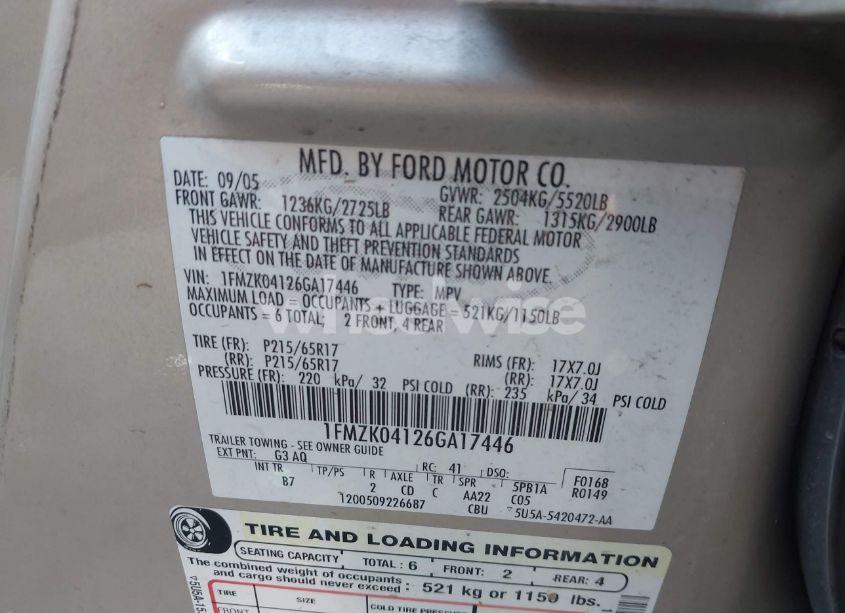 MFD. BY FORD MOTOR CO.
DATE: 09/05 GVWR: 2504KG/5520LB
FRONT GAWR: 1236KG/2725LB REAR GAWR: 1315KG/2900LB
THIS VEHICLE CONFORMS TO ALL APPLICABLE FEDERAL MOTOR
VEHICLE SAFETY AND THEFT PREVENTION STANDARDS
IN EFFECT ON THE DATE OF MANUFACTURE SHOWN ABOVE.
VIN: 1FMZK04126GA17446 TYPE: MPV
MAXIMUM LOAD = OCCUPANTS + LUGGAGE = 521KG/1150LB
OCCUPANTS = 6 TOTAL: 2 FRONT, 4 REAR
wheelwise
TIRE (FR): P215/65R17 RIMS (FR): 17X7.0J
(RR): P215/65R17 (RR): 17X7.0J
PRESSURE (FR): 220 kPa/ 32 PSI COLD (RR): 235 kPa/ 34 PSI COLD
1FMZK04126GA17446
TRAILER TOWING - SEE OWNER GUIDE
EXT PNT: G3 AQ RC: 41 DSO: F0168
INT TR TP/PS R AXLE TR SPR 5PB1A R0149
B7 2 CD C AA22 C05
1200509226687 CBU 5U5A-5420472-AA
TIRE AND LOADING INFORMATION
SEATING CAPACITY TOTAL: 6 FRONT: 2 REAR: 4
The combined weight of occupants
and cargo should never exceed: 521 kg or 1150 lbs.
TIRE SIZE COLD TIRE PRESSURE
FRONT